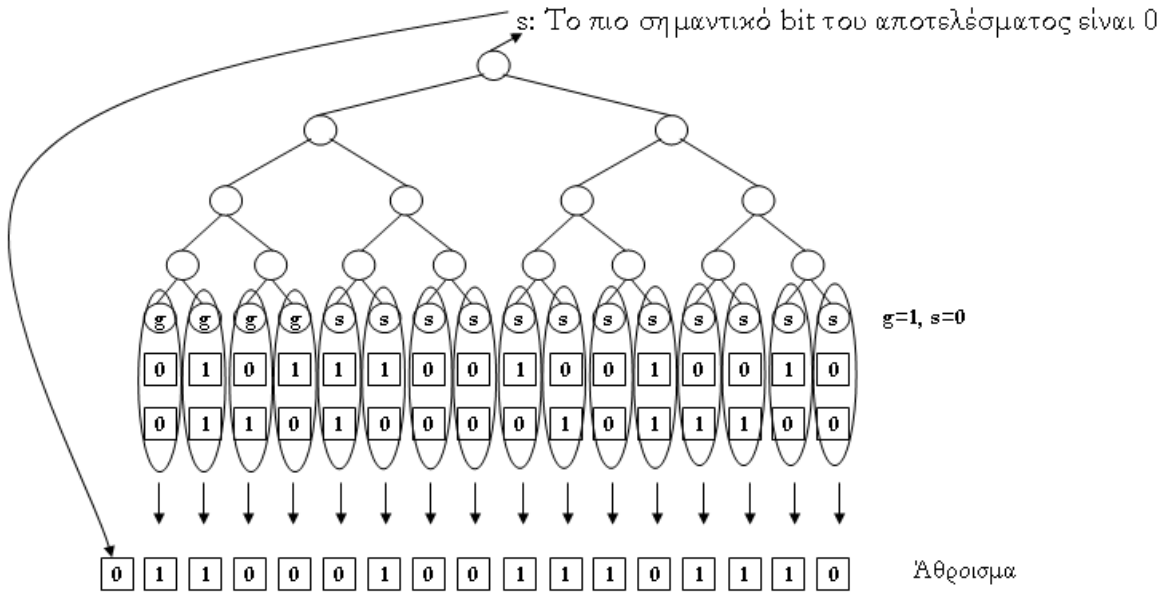 s: Το πιο σημαντικό bit του αποτελέσματος είναι 0
g g g g s s s s s s s s s s s s g=1, s=0
0 1 0 1 1 1 0 0 1 0 0 1 0 0 1 0
0 1 1 0 1 0 0 0 0 1 0 1 1 1 0 0
0 1 1 0 0 0 1 0 0 1 1 1 0 1 1 1 0 Άθροισμα